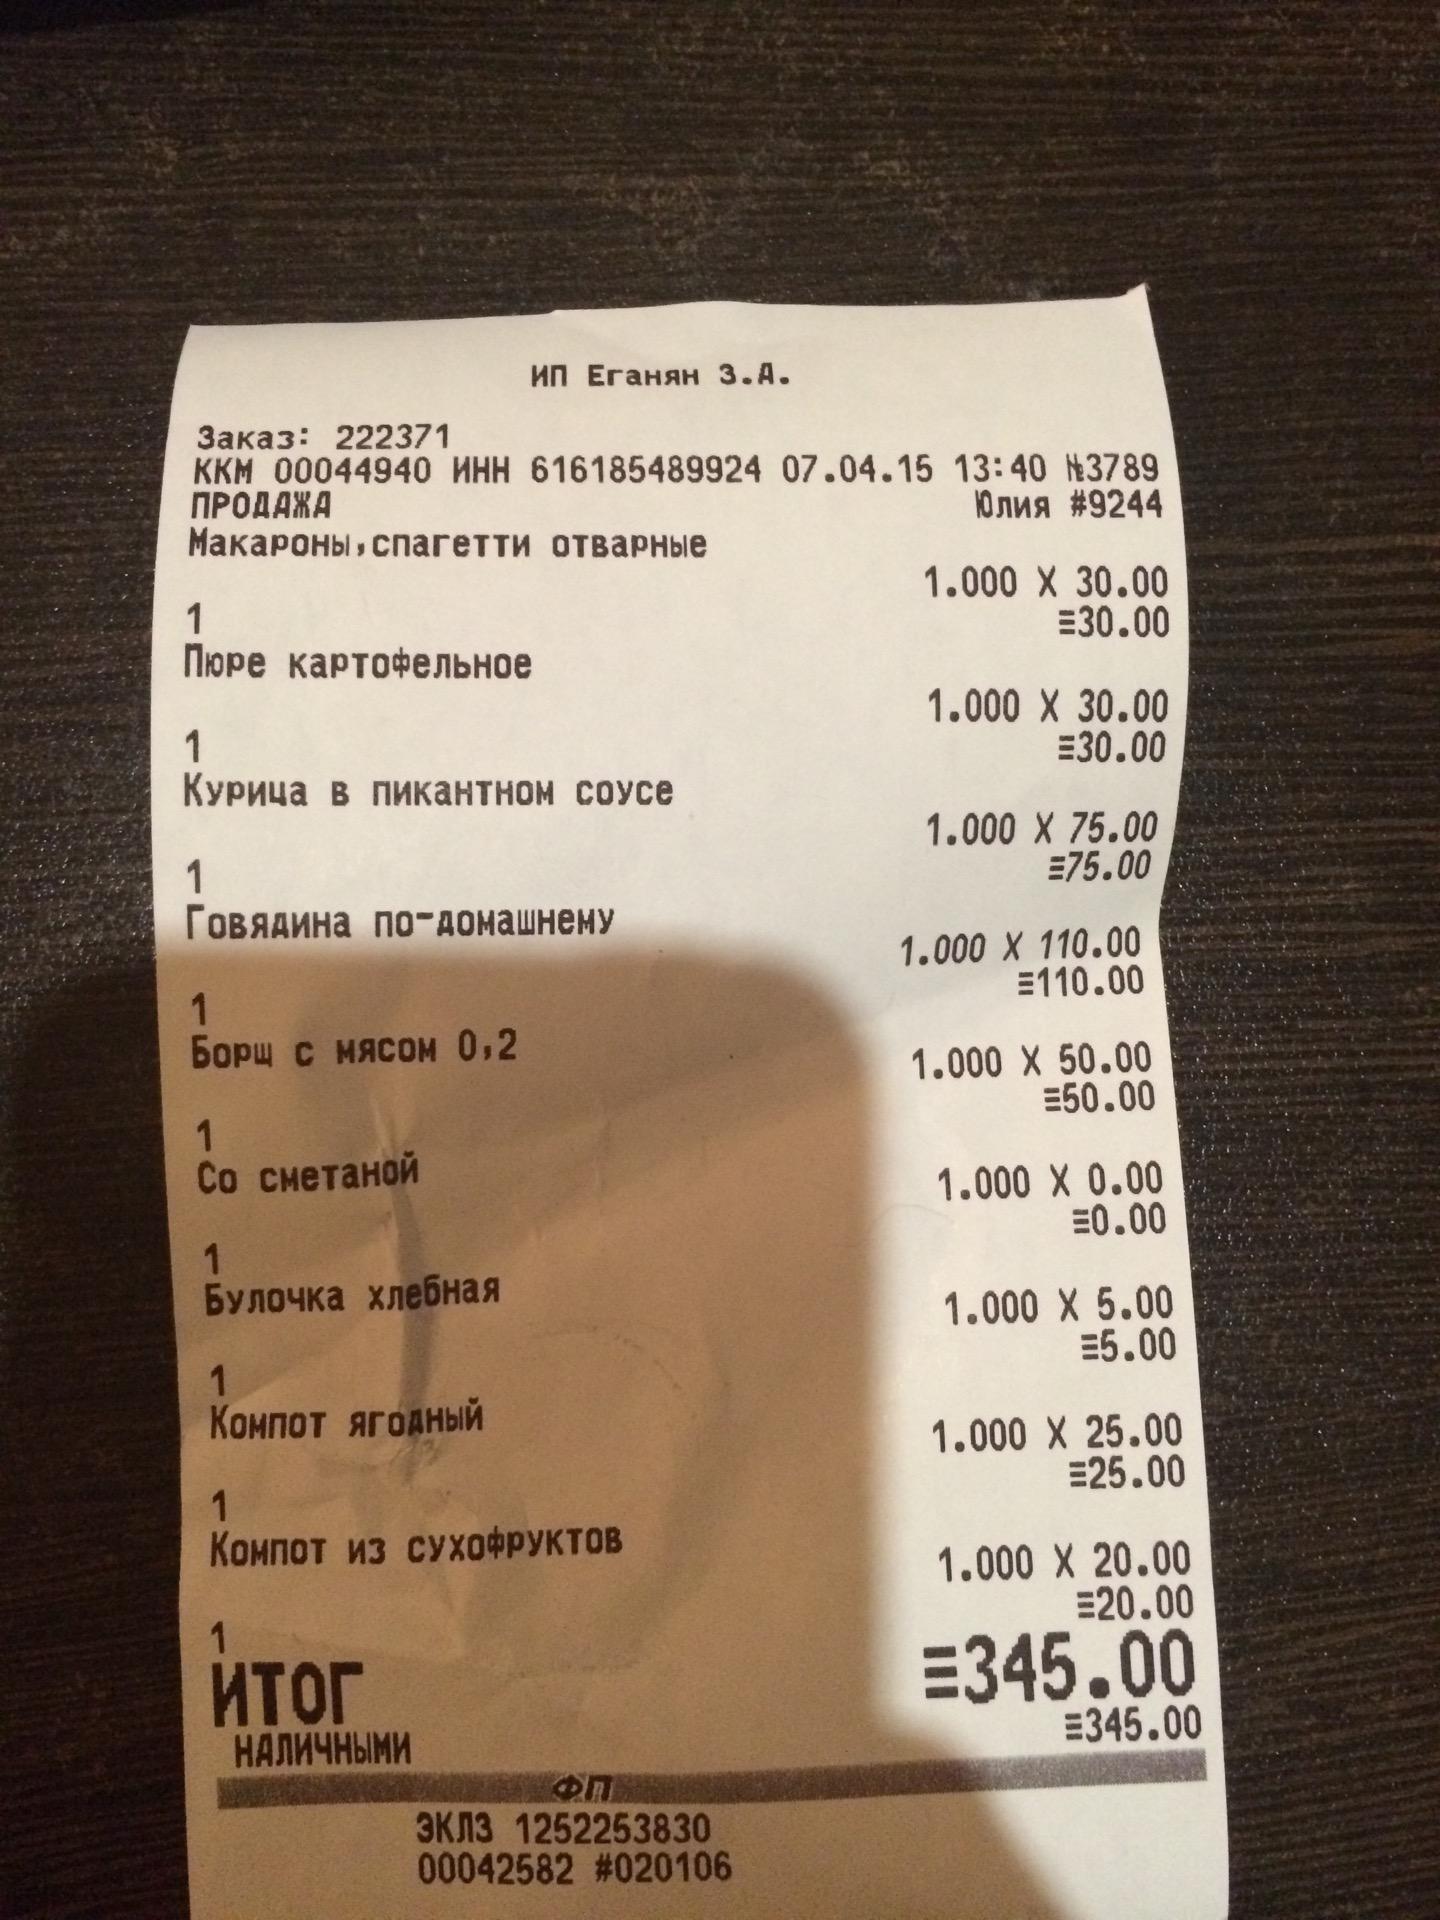 ИП Еганян З.А.
Заказ: 222371
ККМ 00044940 ИНН 616185489924 07.04.15 13:40 №3789
ПРОДАЖА Юлия #9244
Макароны,спагетти отварные
1.000 X 30.00
1 ≡30.00
Пюре картофельное
1.000 X 30.00
1 ≡30.00
Курица в пикантном соусе
1.000 X 75.00
1 ≡75.00
Говядина по-домашнему
1.000 X 110.00
1 ≡110.00
Борщ с мясом 0,2
1.000 X 50.00
1 ≡50.00
Со сметаной
1.000 X 0.00
1 ≡0.00
Булочка хлебная
1.000 X 5.00
1 ≡5.00
Компот ягодный
1.000 X 25.00
1 ≡25.00
Компот из сухофруктов
1.000 X 20.00
1 ≡20.00
ИТОГ ≡345.00
НАЛИЧНЫМИ ≡345.00
ФП
ЭКЛЗ 1252253830
00042582 #020106